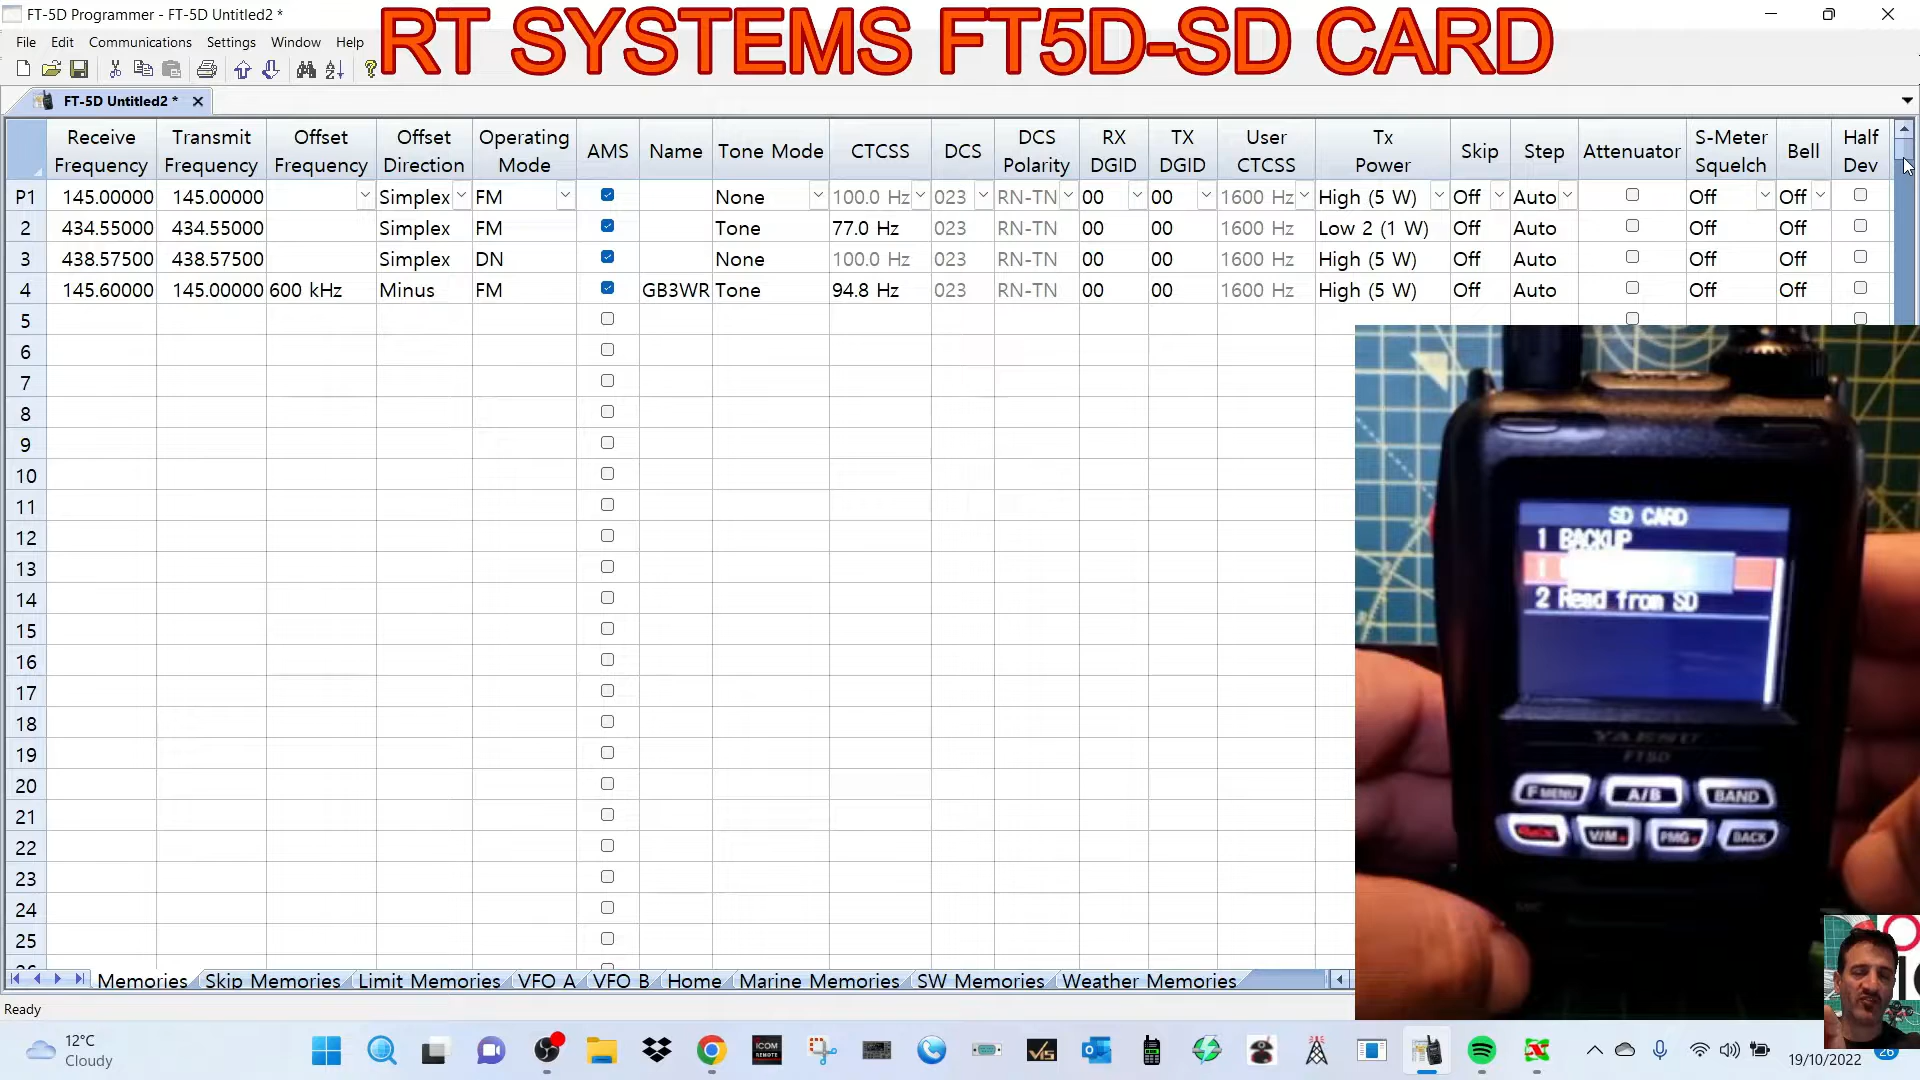 FT-5D Programmer - FT-5D Untitled2 *
RT SYSTEMS FT5D-SD CARD
File Edit Communications Settings Window Help
FT-5D Untitled2 *
Receive Frequency Transmit Frequency Offset Frequency Offset Direction Operating Mode AMS Name Tone Mode CTCSS DCS DCS Polarity RX DGID TX DGID User CTCSS Tx Power Skip Step Attenuator S-Meter Squelch Bell Half Dev
P1 145.00000 145.00000 Simplex FM None 100.0 Hz 023 RN-TN 00 00 1600 Hz High (5 W) Off Auto Off Off
2 434.55000 434.55000 Simplex FM Tone 77.0 Hz 023 RN-TN 00 00 1600 Hz Low 2 (1 W) Off Auto Off Off
3 438.57500 438.57500 Simplex DN None 100.0 Hz 023 RN-TN 00 00 1600 Hz High (5 W) Off Auto Off Off
4 145.60000 145.00000 600 kHz Minus FM GB3WR Tone 94.8 Hz 023 RN-TN 00 00 1600 Hz High (5 W) Off Auto Off Off
5
6
7
8
9
10
11
12
13
14
15
16
17
18
19
20
21
22
23
24
25
SD CARD
1 BACKUP
1
2 Read from SD
YAESU
FT5D
F MENU A/B BAND
V/M PMG BACK
Memories Skip Memories Limit Memories VFO A VFO B Home Marine Memories SW Memories Weather Memories
Ready
12°C
Cloudy
ICOM
REMOTE
19/10/2022
26